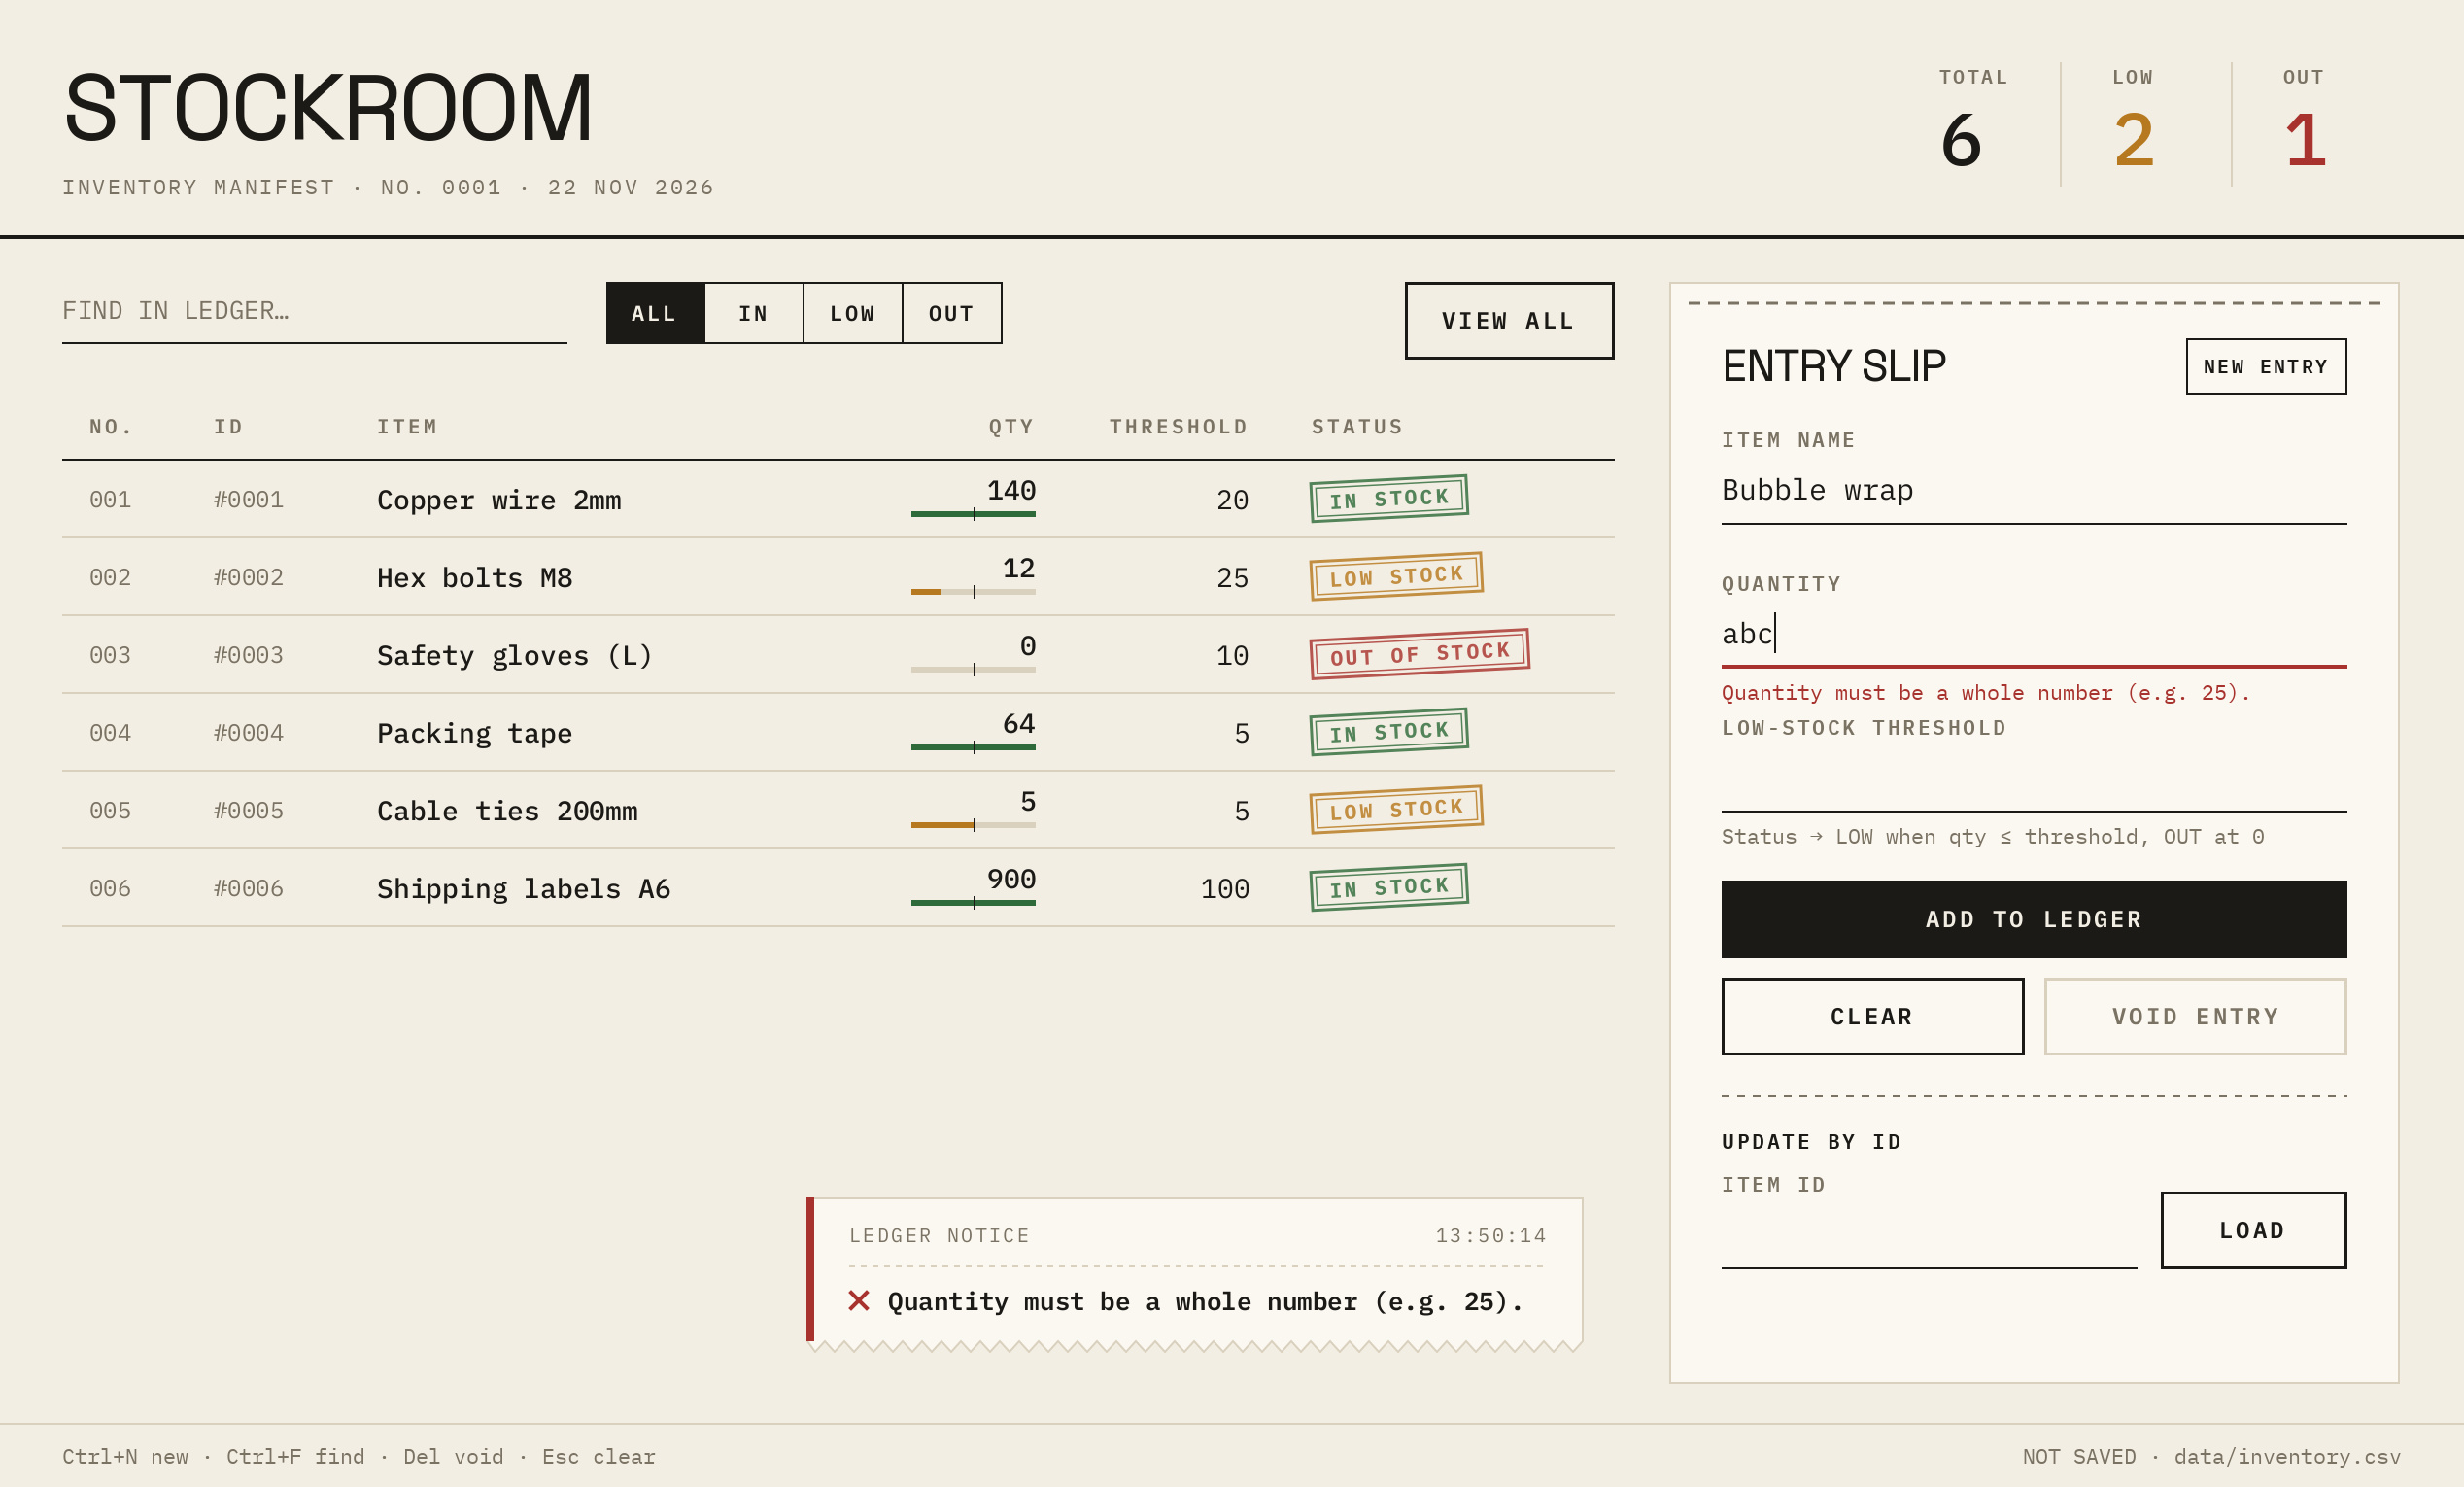 STOCKROOM
INVENTORY MANIFEST · NO. 0001 · 22 NOV 2026
TOTAL LOW OUT
6 2 1
FIND IN LEDGER…
ALL IN LOW OUT
VIEW ALL
NO. ID ITEM QTY THRESHOLD STATUS
001 #0001 Copper wire 2mm 140 20 IN STOCK
002 #0002 Hex bolts M8 12 25 LOW STOCK
003 #0003 Safety gloves (L) 0 10 OUT OF STOCK
004 #0004 Packing tape 64 5 IN STOCK
005 #0005 Cable ties 200mm 5 5 LOW STOCK
006 #0006 Shipping labels A6 900 100 IN STOCK
LEDGER NOTICE 13:50:14
Quantity must be a whole number (e.g. 25).
ENTRY SLIP
NEW ENTRY
ITEM NAME
Bubble wrap
QUANTITY
abc
Quantity must be a whole number (e.g. 25).
LOW-STOCK THRESHOLD
Status → LOW when qty ≤ threshold, OUT at 0
ADD TO LEDGER
CLEAR VOID ENTRY
UPDATE BY ID
ITEM ID
LOAD
Ctrl+N new · Ctrl+F find · Del void · Esc clear
NOT SAVED · data/inventory.csv